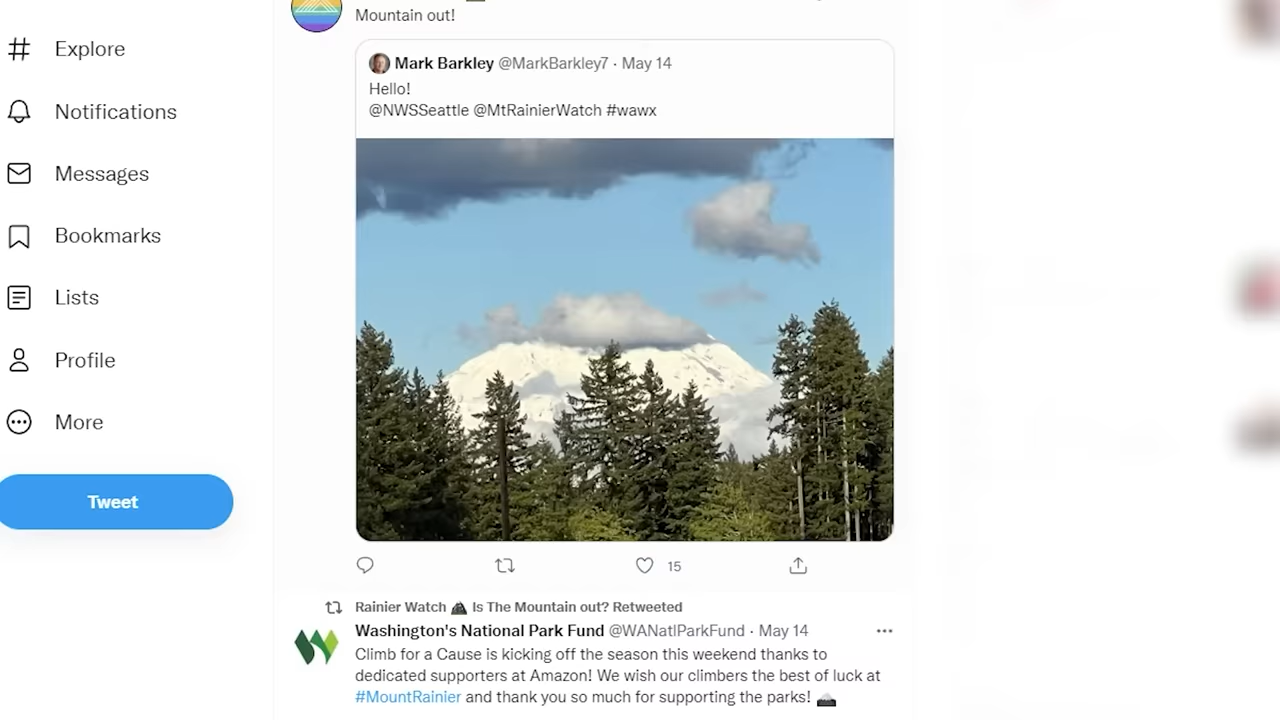 Mountain out!
Explore
Notifications
Messages
Bookmarks
Lists
Profile
More
Tweet
Mark Barkley @MarkBarkley7 · May 14
Hello!
@NWSSeattle @MtRainierWatch #wawx
15
Rainier Watch Is The Mountain out? Retweeted
Washington's National Park Fund @WANatlParkFund · May 14
Climb for a Cause is kicking off the season this weekend thanks to
dedicated supporters at Amazon! We wish our climbers the best of luck at
#MountRainier and thank you so much for supporting the parks!